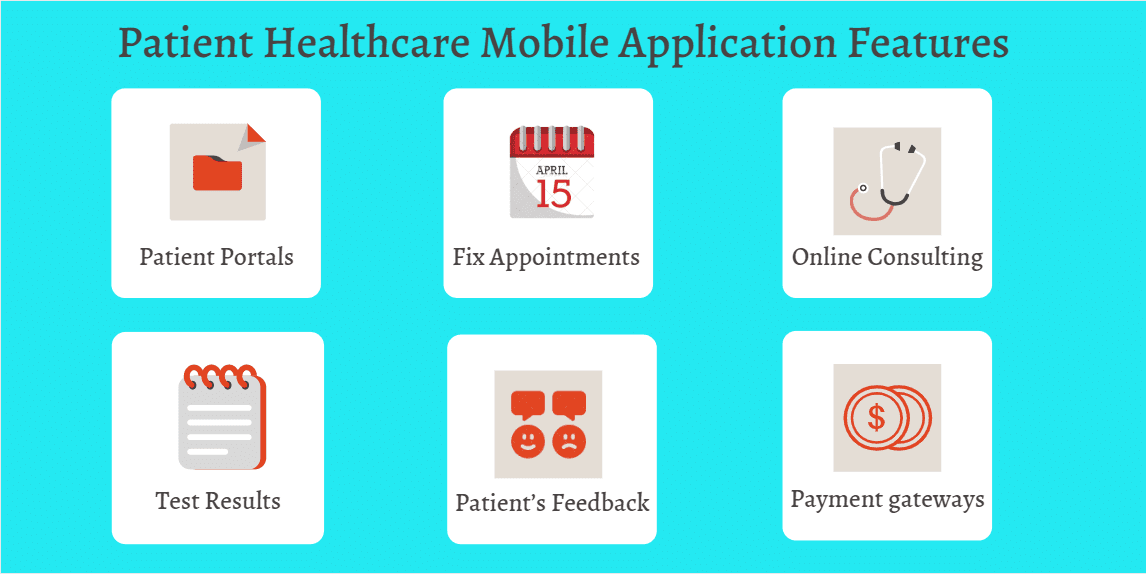 Patient Healthcare Mobile Application Features
APRIL
15
Patient Portals
Fix Appointments
Online Consulting
$
Test Results
Patient’s Feedback
Payment gateways